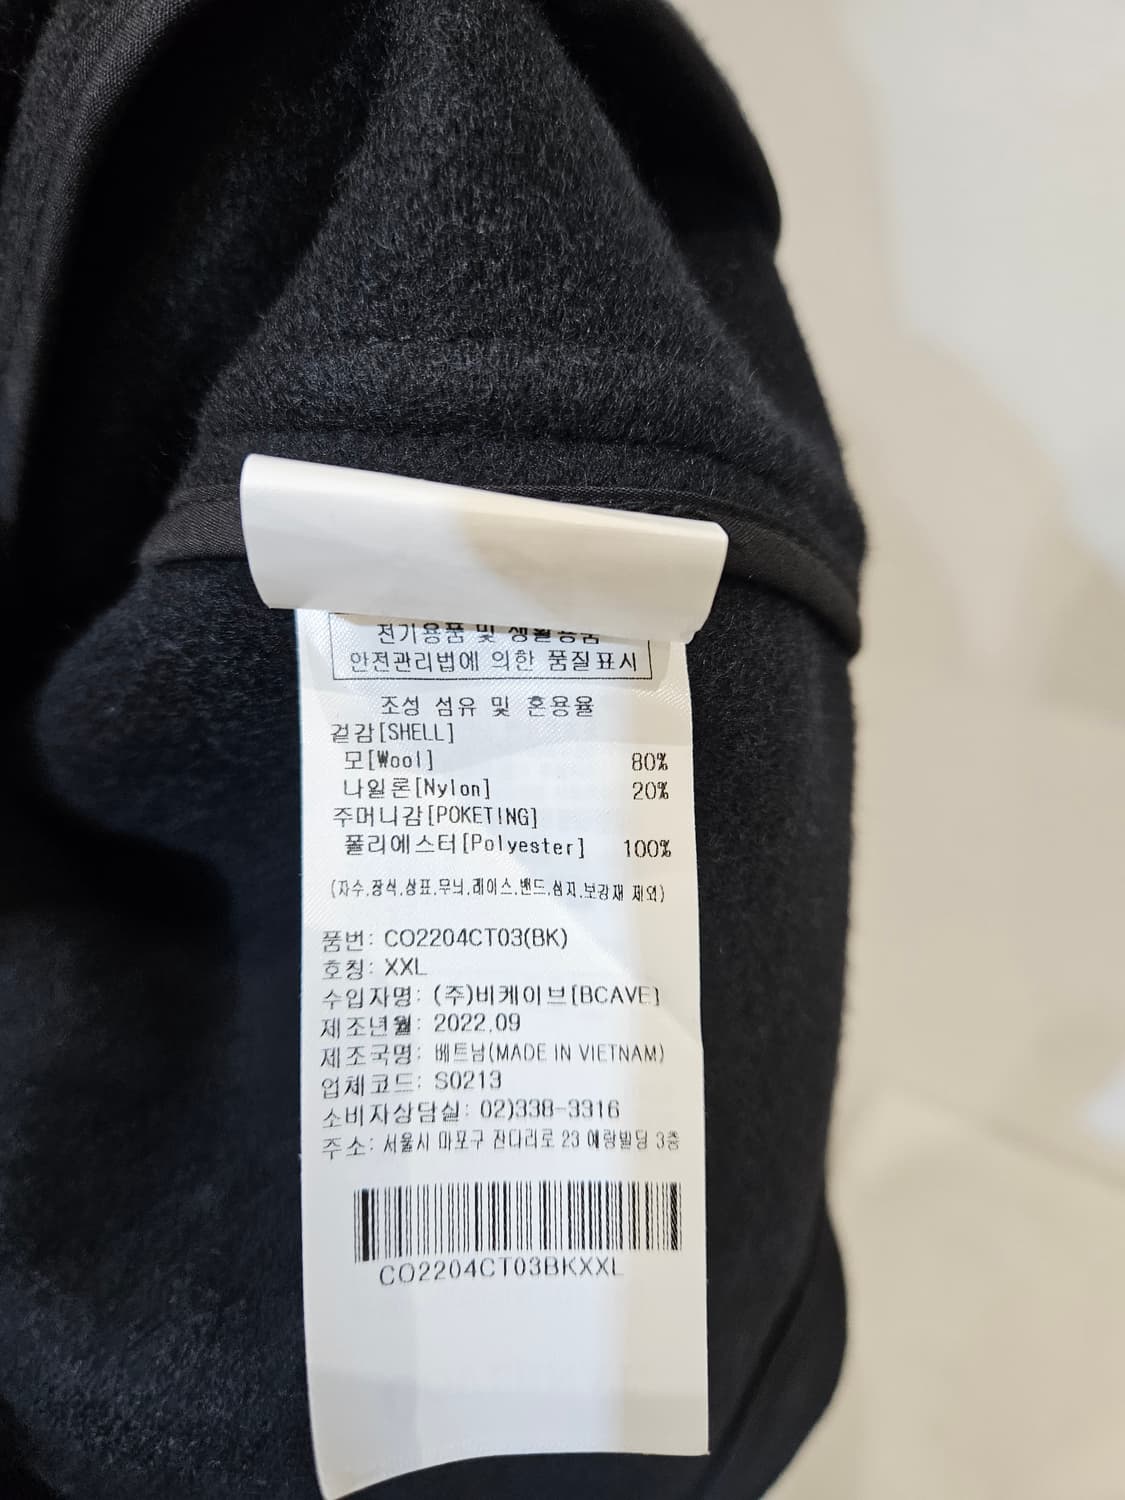 전기용품 및 생활용품
안전관리법에 의한 품질표시
조성 섬유 및 혼용율
겉감[SHELL]
모[Wool] 80%
나일론[Nylon] 20%
주머니감[POKETING]
폴리에스터[Polyester] 100%
(자수,장식,상표,무늬,레이스,밴드,심지,보강재 제외)
품번: CO2204CT03(BK)
호칭: XXL
수입자명: (주)비케이브[BCAVE]
제조년월: 2022.09
제조국명: 베트남(MADE IN VIETNAM)
업체코드: S0213
소비자상담실: 02)338-3316
주소: 서울시 마포구 잔다리로 23 예랑빌딩 3층
CO2204CT03BKXXL